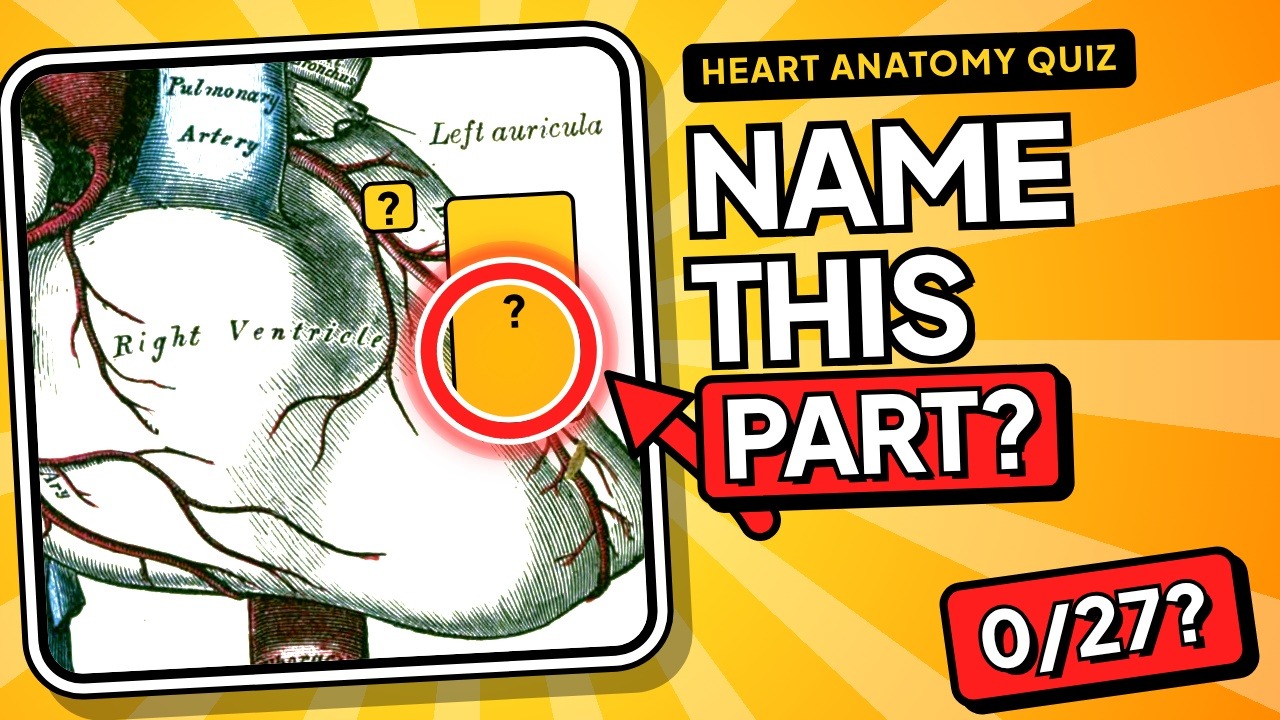 HEART ANATOMY QUIZ
NAME
THIS
PART?
0/27?
Pulmonary
Artery
Left auricula
?
?
Right Ventricle